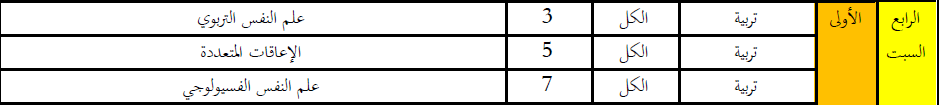 الرابع السبت الأولى تربية الكل 3 علم النفس التربوي
تربية الكل 5 الإعاقات المتعددة
تربية الكل 7 علم النفس الفسيولوجي